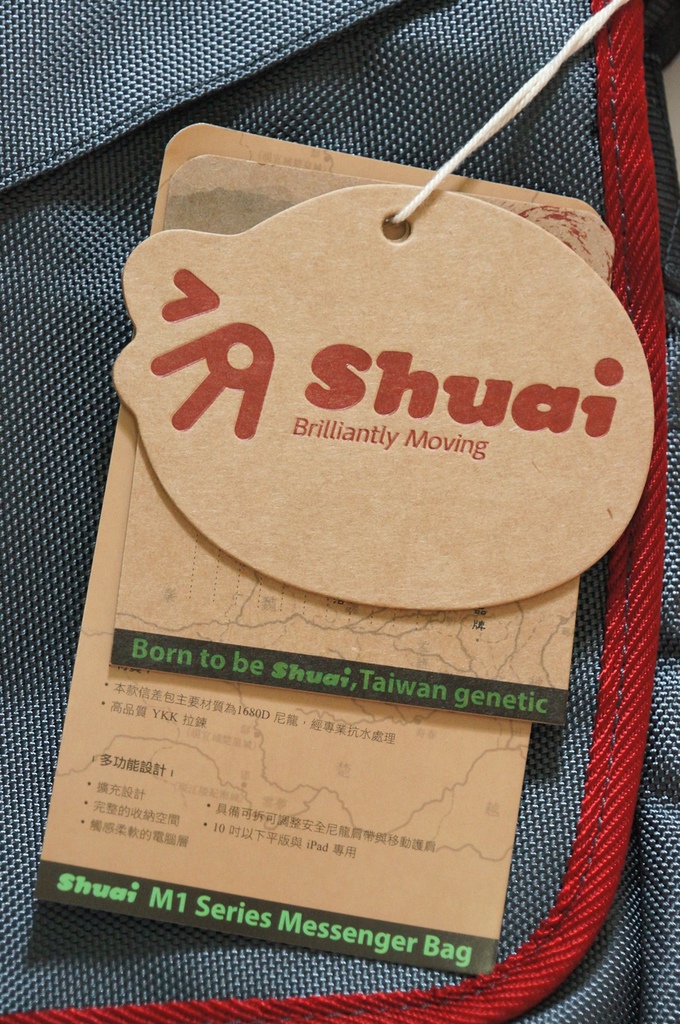 Shuai
Brilliantly Moving
品牌。
Born to be Shuai, Taiwan genetic
• 本款信差包主要材質為1680D 尼龍，經專業抗水處理
• 高品質 YKK 拉鍊
多功能設計
• 擴充設計
• 完整的收納空間
• 觸感柔軟的電腦層
• 具備可拆可調整安全尼龍肩帶與移動護肩
• 10 吋以下平版與 iPad 專用
Shuai M1 Series Messenger Bag